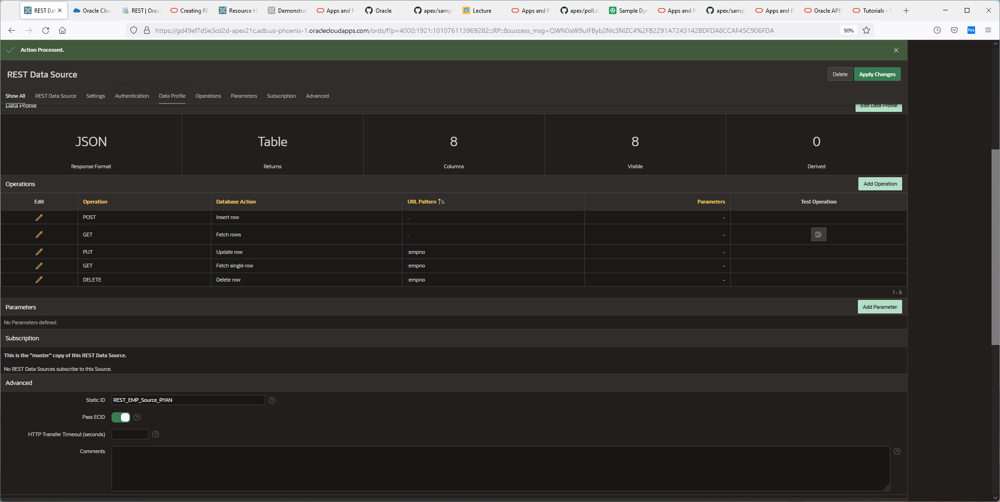 REST Dat
Oracle Clou
REST | Orac
Creating RE
Resource H
Demonstrat
Apps and P
Oracle
apex/samp
Lecture
Apps and P
apex/poll.zi
Sample Dyn
Apps and P
apex/samp
Apps and P
Oracle APE
Tutorials - O
https://gd49ef7d5e3cd2d-apex21c.adb.us-phoenix-1.oraclecloudapps.com/ords/f?p=4000:1921:101076113969282:::RP::&success_msg=QWN0aW9uIFByb2Nlc3NlZC4%2FB2291A7243142BDFDA8CCAF45C906FDA
90%
fos
Action Processed.
REST Data Source
Delete
Apply Changes
Show All
REST Data Source
Settings
Authentication
Data Profile
Operations
Parameters
Subscription
Advanced
Data Profile
Edit Data Profile
JSON
Table
8
8
0
Response Format
Returns
Columns
Visible
Derived
Operations
Add Operation
Edit
Operation
Database Action
URL Pattern
Parameters
Test Operation
POST
Insert row
.
-
GET
Fetch rows
.
-
PUT
Update row
:empno
-
GET
Fetch single row
:empno
-
DELETE
Delete row
:empno
-
1 - 5
Parameters
Add Parameter
No Parameters defined.
Subscription
This is the "master" copy of this REST Data Source.
No REST Data Sources subscribe to this Source.
Advanced
Static ID
REST_EMP_Source_RYAN
Pass ECID
HTTP Transfer Timeout (seconds)
Comments